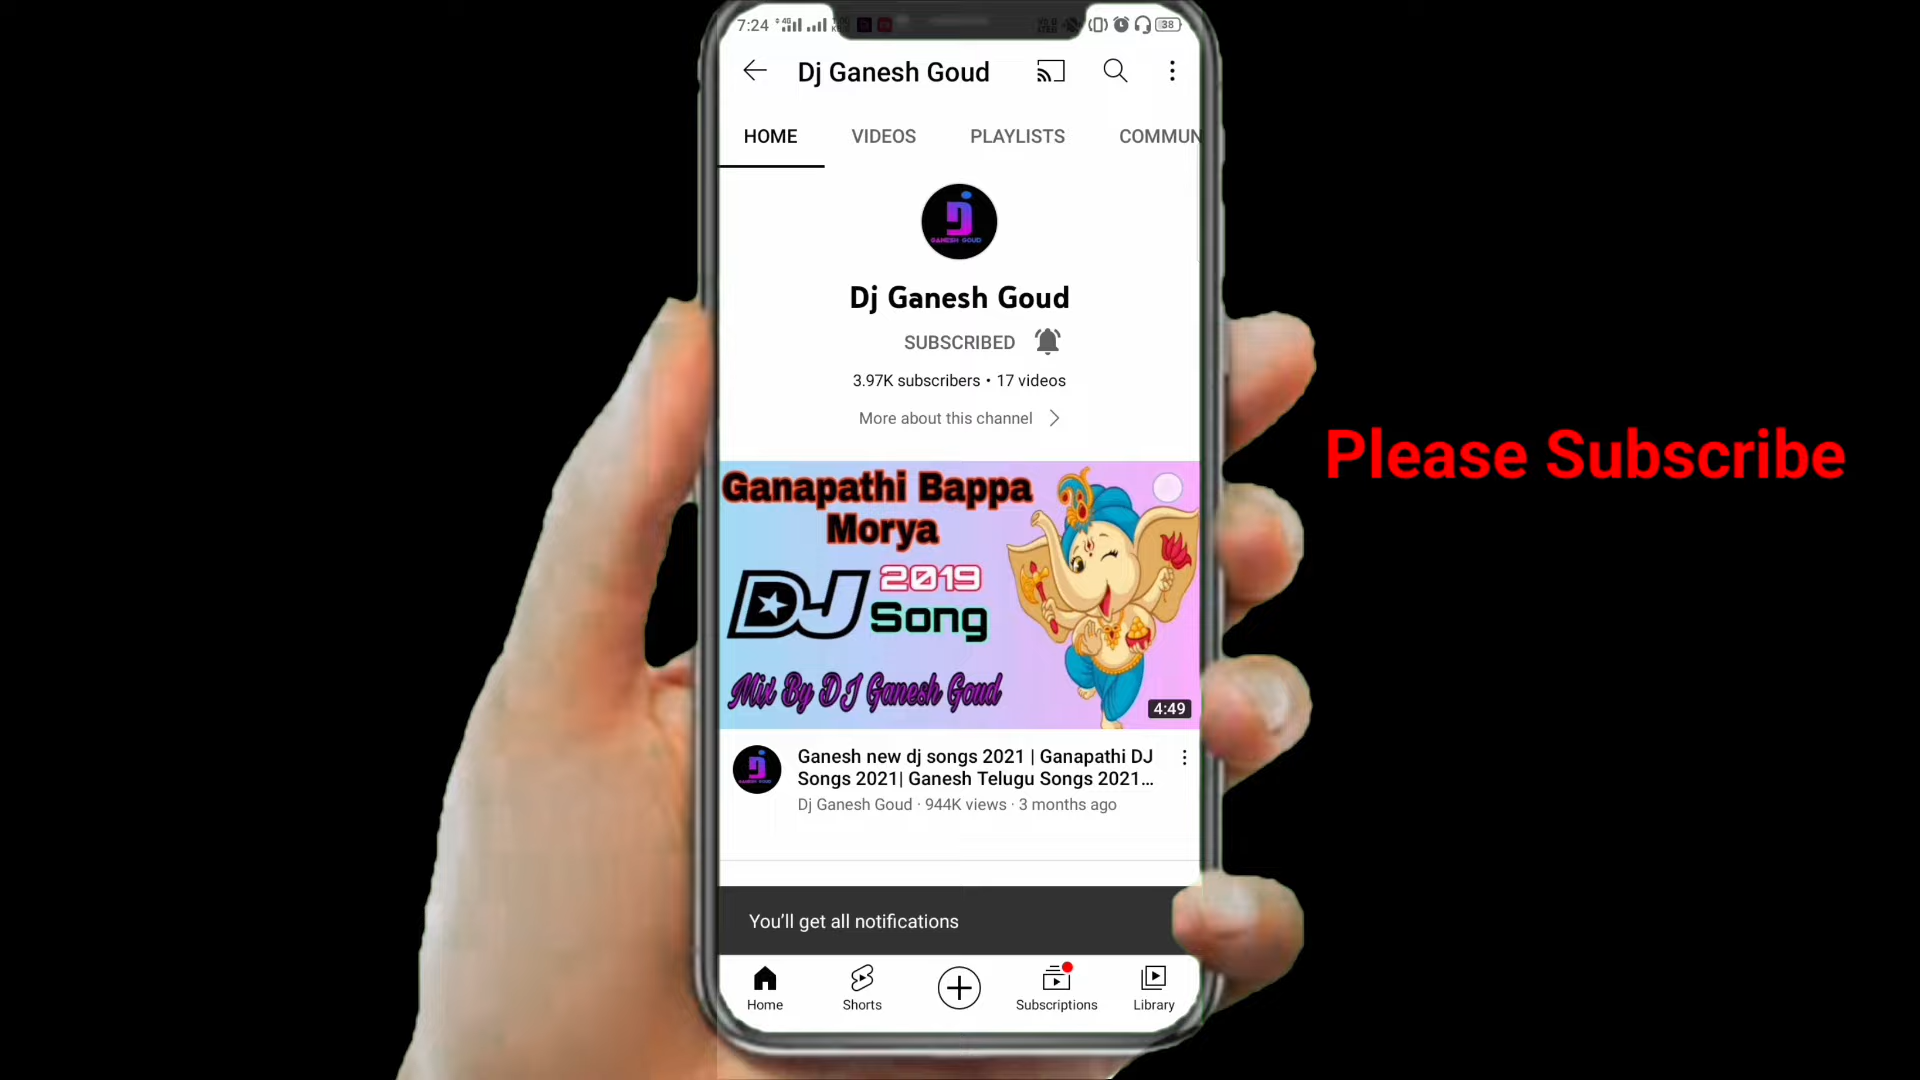 7:24
38
Dj Ganesh Goud
HOME VIDEOS PLAYLISTS COMMUN
GANESH GOUD
Dj Ganesh Goud
SUBSCRIBED
3.97K subscribers • 17 videos
More about this channel
Please Subscribe
Ganapathi Bappa
Morya
DJ 2019
Song
Mix By DJ Ganesh Goud
4:49
Ganesh new dj songs 2021 | Ganapathi DJ
Songs 2021| Ganesh Telugu Songs 2021...
Dj Ganesh Goud · 944K views · 3 months ago
You'll get all notifications
Home Shorts Subscriptions Library